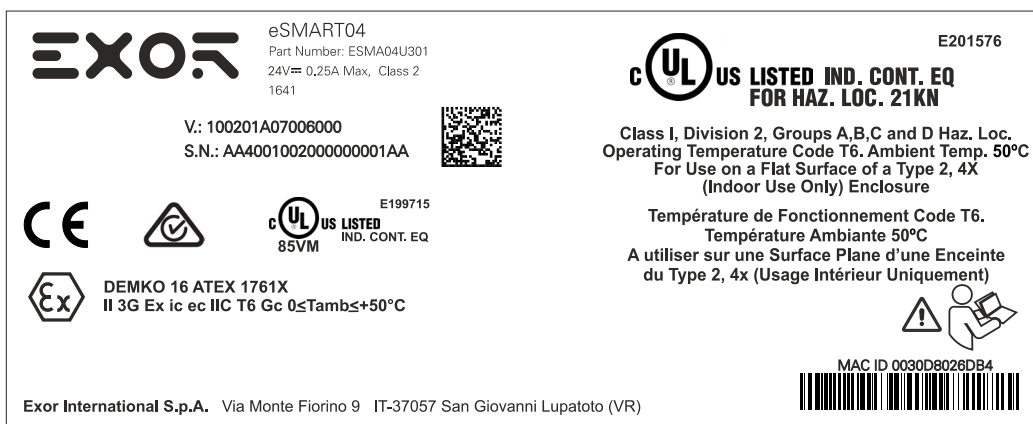 EXOR
eSMART04
Part Number: ESMA04U301
24V⎓ 0.25A Max, Class 2
1641
V.: 100201A07006000
S.N.: AA4001002000000001AA
CE
c UL ® US LISTED
E199715
IND. CONT. EQ
85VM
Ex
DEMKO 16 ATEX 1761X
II 3G Ex ic ec IIC T6 Gc 0≤Tamb≤+50°C
Exor International S.p.A. Via Monte Fiorino 9 IT-37057 San Giovanni Lupatoto (VR)
E201576
c UL ® US LISTED IND. CONT. EQ
FOR HAZ. LOC. 21KN
Class I, Division 2, Groups A,B,C and D Haz. Loc.
Operating Temperature Code T6. Ambient Temp. 50ºC
For Use on a Flat Surface of a Type 2, 4X
(Indoor Use Only) Enclosure
Température de Fonctionnement Code T6.
Température Ambiante 50ºC
A utiliser sur une Surface Plane d'une Enceinte
du Type 2, 4x (Usage Intérieur Uniquement)
MAC ID 0030D8026DB4